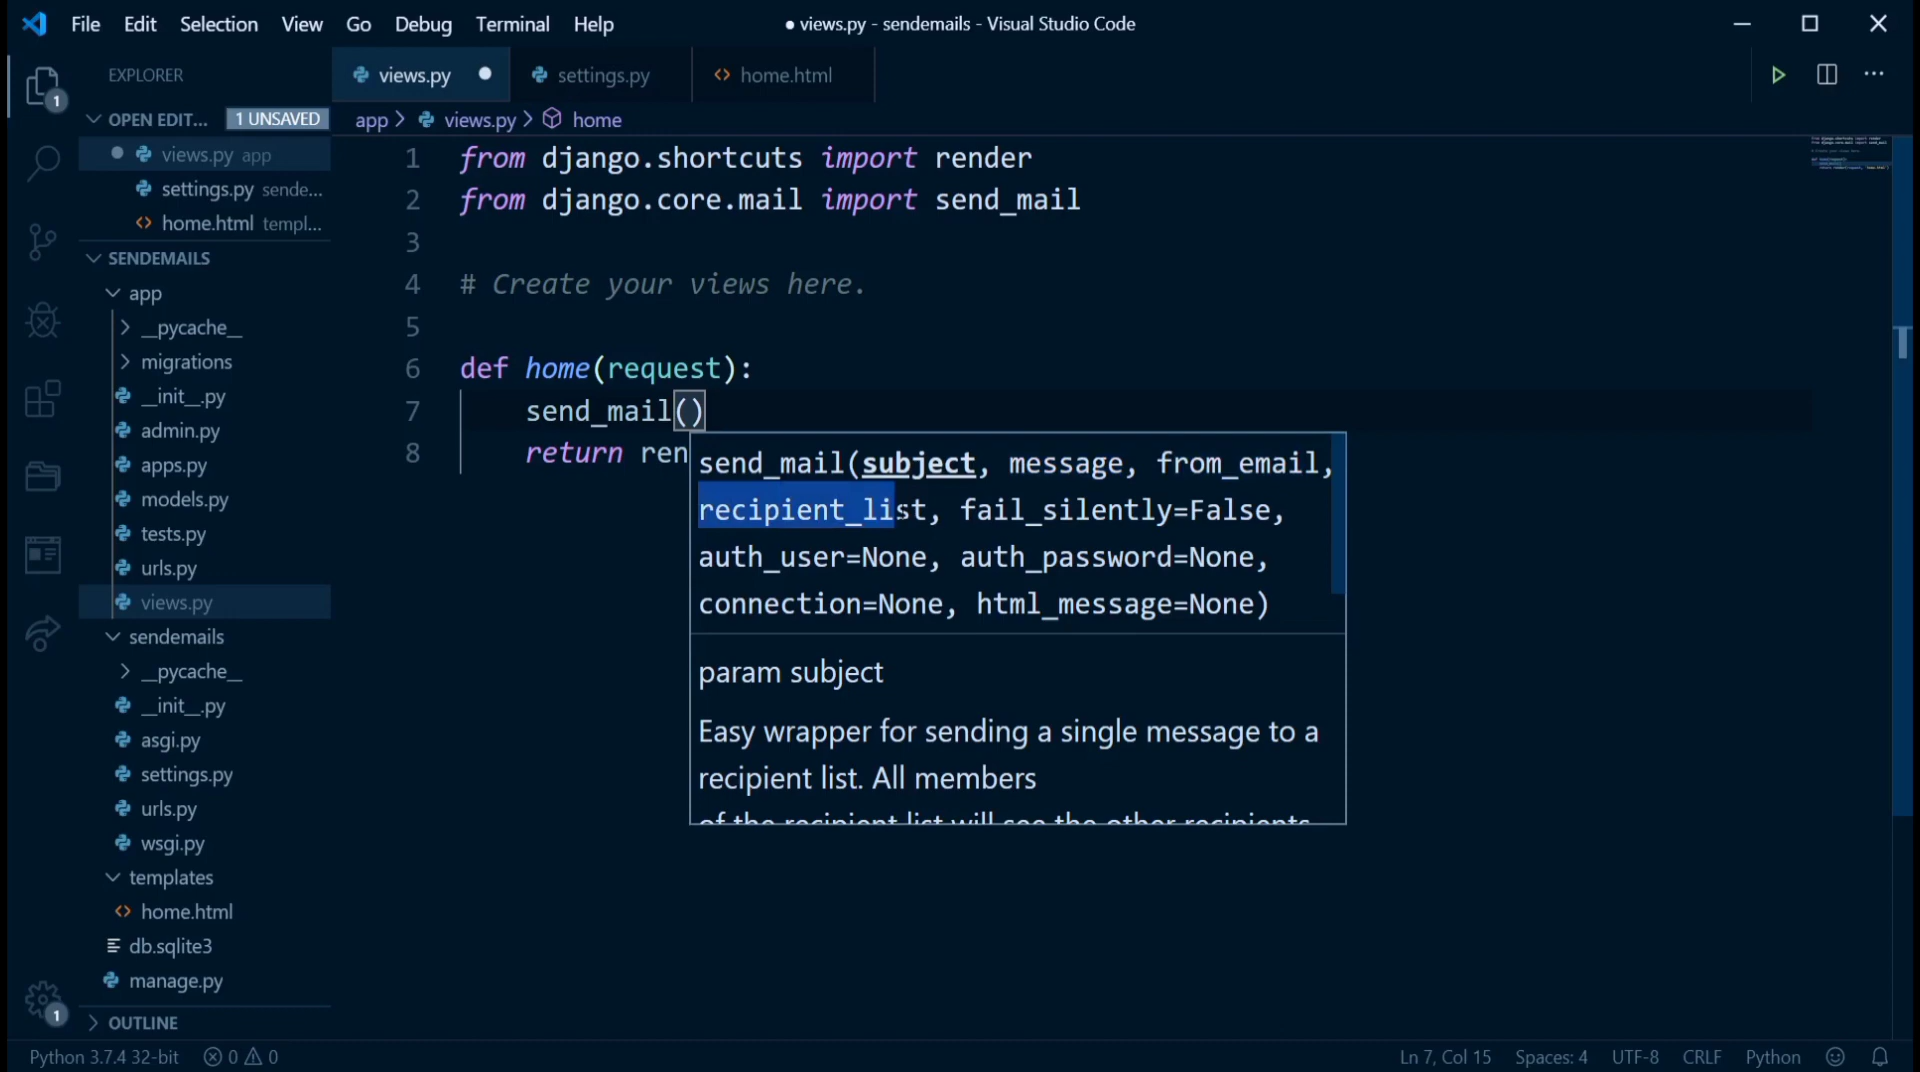 File Edit Selection View Go Debug Terminal Help
● views.py - sendemails - Visual Studio Code
EXPLORER
views.py
settings.py
home.html
1
OPEN EDIT...
1 UNSAVED
app > views.py > home
views.py app
settings.py sende...
home.html templ...
SENDEMAILS
app
__pycache__
migrations
__init__.py
admin.py
apps.py
models.py
tests.py
urls.py
views.py
sendemails
__pycache__
__init__.py
asgi.py
settings.py
urls.py
wsgi.py
templates
home.html
db.sqlite3
manage.py
OUTLINE
1
1 from django.shortcuts import render
2 from django.core.mail import send_mail
3
4 # Create your views here.
5
6 def home(request):
7 send_mail()
8 return ren
send_mail(subject, message, from_email,
recipient_list, fail_silently=False,
auth_user=None, auth_password=None,
connection=None, html_message=None)
param subject
Easy wrapper for sending a single message to a
recipient list. All members
of the recipient list will see the other recipients
Python 3.7.4 32-bit
0
0
Ln 7, Col 15
Spaces: 4
UTF-8
CRLF
Python